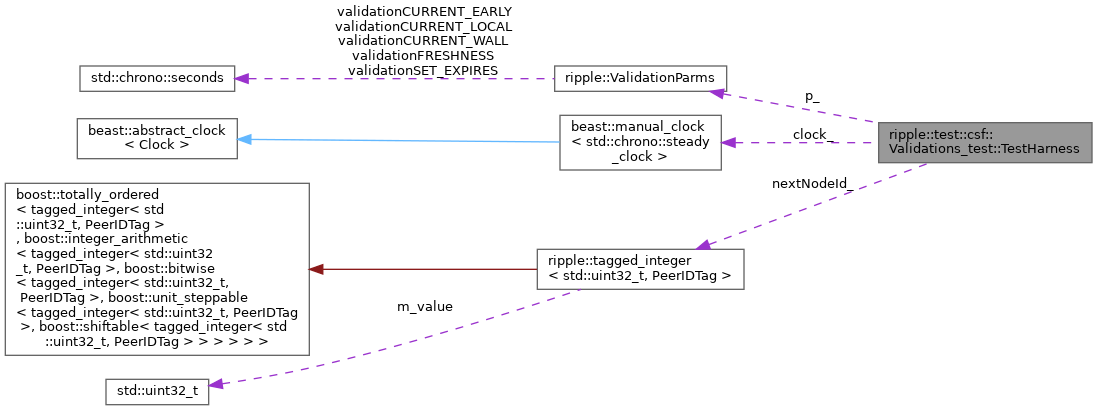 validationCURRENT_EARLY
validationCURRENT_LOCAL
validationCURRENT_WALL
validationFRESHNESS
validationSET_EXPIRES
std::chrono::seconds
ripple::ValidationParms
p_
beast::abstract_clock
< Clock >
beast::manual_clock
< std::chrono::steady
_clock >
clock_
ripple::test::csf::
Validations_test::TestHarness
nextNodeId_
boost::totally_ordered
< tagged_integer< std
::uint32_t, PeerIDTag >
, boost::integer_arithmetic
< tagged_integer< std::uint32
_t, PeerIDTag >, boost::bitwise
< tagged_integer< std::uint32_t,
PeerIDTag >, boost::unit_steppable
< tagged_integer< std::uint32_t, PeerIDTag
>, boost::shiftable< tagged_integer< std
::uint32_t, PeerIDTag > > > > > >
ripple::tagged_integer
< std::uint32_t, PeerIDTag >
m_value
std::uint32_t